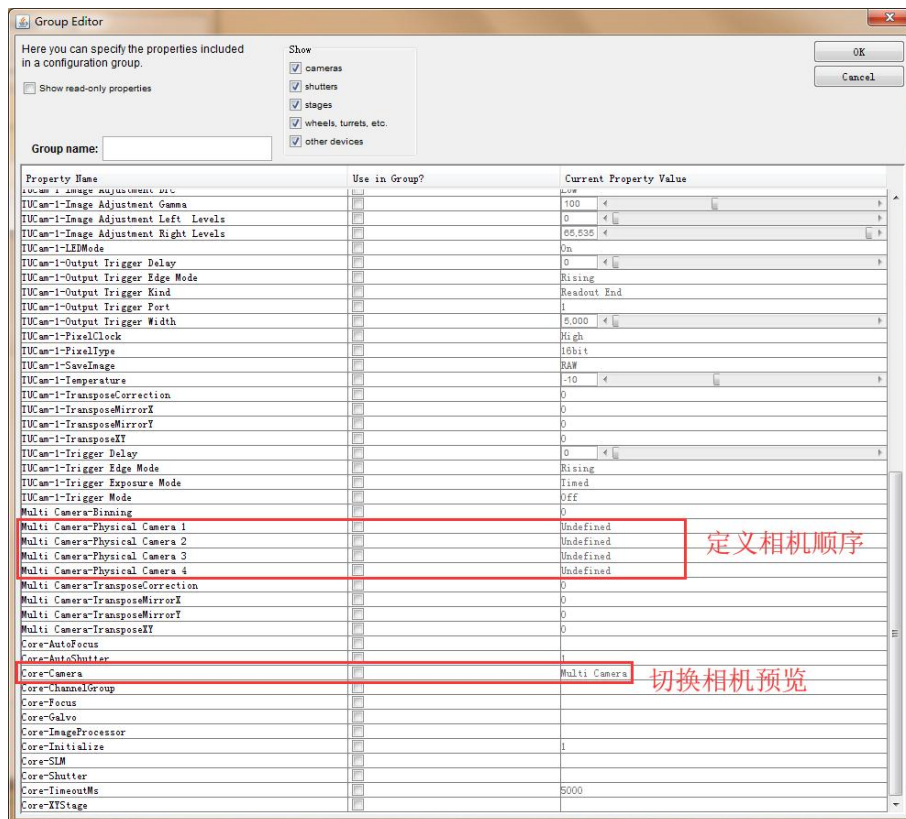 Group Editor
Here you can specify the properties included
in a configuration group.
Show read-only properties
Show
cameras
shutters
stages
wheels, turrets, etc.
other devices
OK
Cancel
Group name:
Property Name Use in Group? Current Property Value
TUCam-1-Image Adjustment DPC Low
TUCam-1-Image Adjustment Gamma 100
TUCam-1-Image Adjustment Left Levels 0
TUCam-1-Image Adjustment Right Levels 65,535
TUCam-1-LEDMode On
TUCam-1-Output Trigger Delay 0
TUCam-1-Output Trigger Edge Mode Rising
TUCam-1-Output Trigger Kind Readout End
TUCam-1-Output Trigger Port 1
TUCam-1-Output Trigger Width 5,000
TUCam-1-PixelClock High
TUCam-1-PixelType 16bit
TUCam-1-SaveImage RAW
TUCam-1-Temperature -10
TUCam-1-TransposeCorrection 0
TUCam-1-TransposeMirrorX 0
TUCam-1-TransposeMirrorY 0
TUCam-1-TransposeXY 0
TUCam-1-Trigger Delay 0
TUCam-1-Trigger Edge Mode Rising
TUCam-1-Trigger Exposure Mode Timed
TUCam-1-Trigger Mode Off
Multi Camera-Binning 0
Multi Camera-Physical Camera 1 Undefined
Multi Camera-Physical Camera 2 Undefined
定义相机顺序
Multi Camera-Physical Camera 3 Undefined
Multi Camera-Physical Camera 4 Undefined
Multi Camera-TransposeCorrection 0
Multi Camera-TransposeMirrorX 0
Multi Camera-TransposeMirrorY 0
Multi Camera-TransposeXY 0
Core-AutoFocus
Core-AutoShutter 1
Core-Camera Multi Camera
切换相机预览
Core-ChannelGroup
Core-Focus
Core-Galvo
Core-ImageProcessor
Core-Initialize 1
Core-SLM
Core-Shutter
Core-TimeoutMs 5000
Core-XYStage